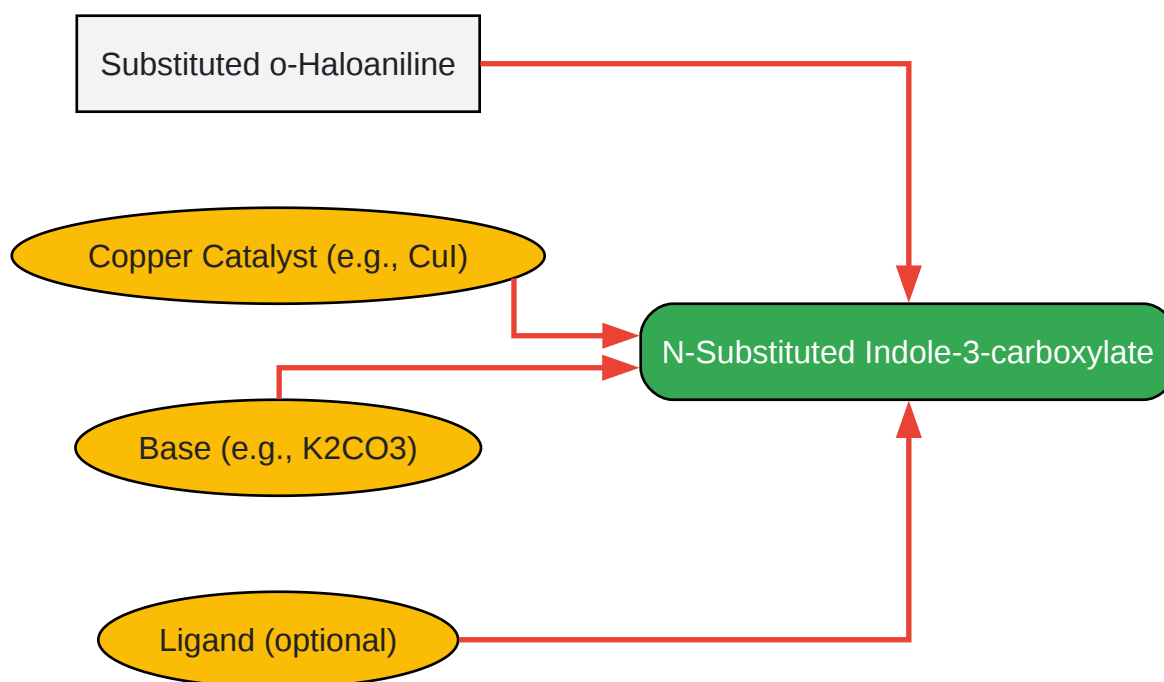 Substituted o-Haloaniline
Copper Catalyst (e.g., CuI)
N-Substituted Indole-3-carboxylate
Base (e.g., K2CO3)
Ligand (optional)